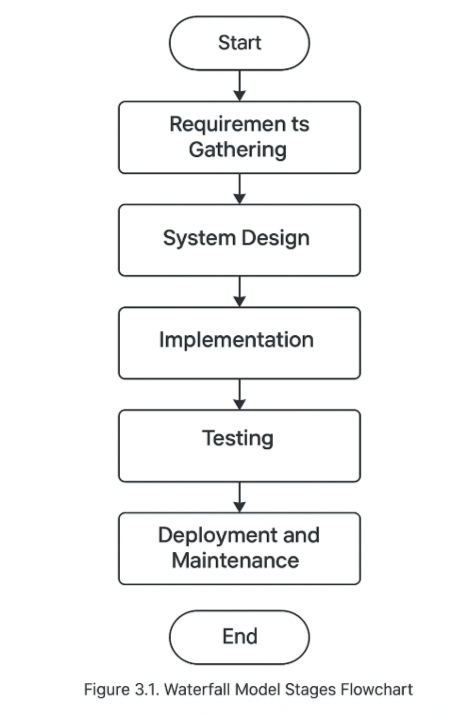 Start
Requiremen ts
Gathering
System Design
Implementation
Testing
Deployment and
Maintenance
End
Figure 3.1. Waterfall Model Stages Flowchart